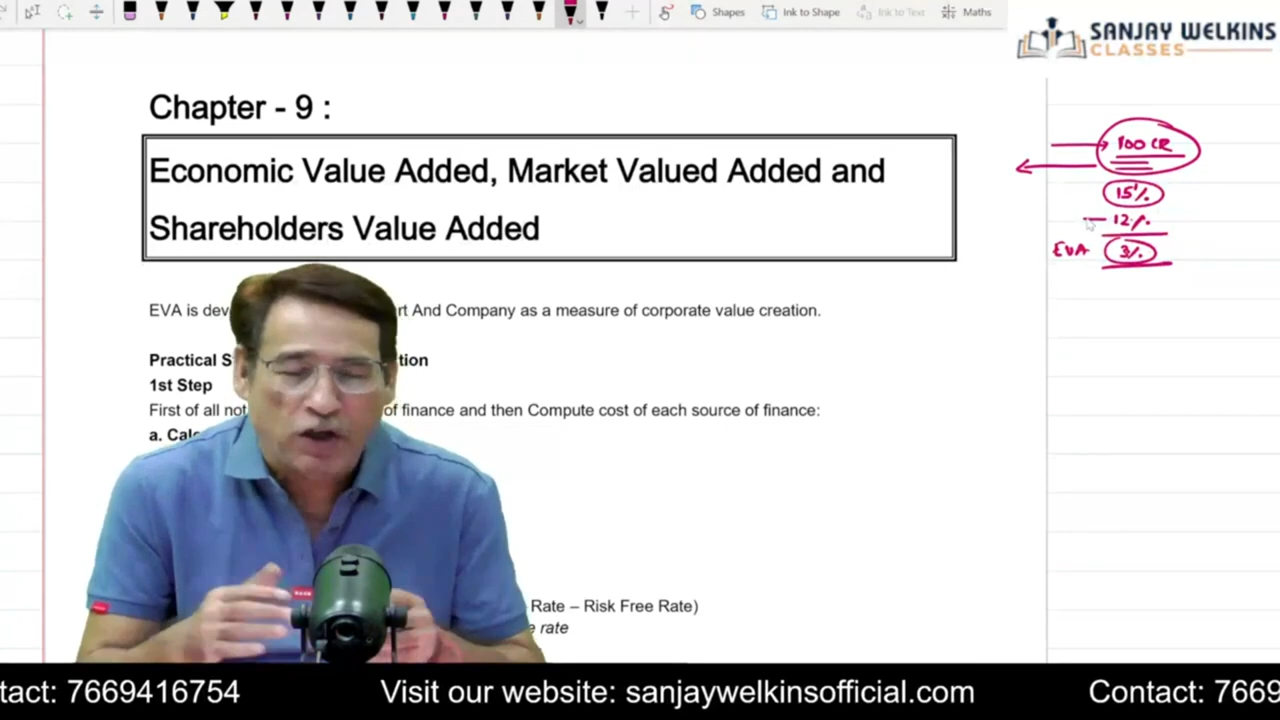 Shapes Ink to Shape Ink to Text Maths
SANJAY WELKINS
CLASSES
Chapter - 9 :
Economic Value Added, Market Valued Added and
Shareholders Value Added
100 CR
15%
- 12%
EVA 3%
EVA is rt And Company as a measure of corporate value creation.
Practical S tion
1st Step
First of all not of finance and then Compute cost of each source of finance:
a. Calc
Rate – Risk Free Rate)
rate
tact: 7669416754 Visit our website: sanjaywelkinsofficial.com Contact: 7669